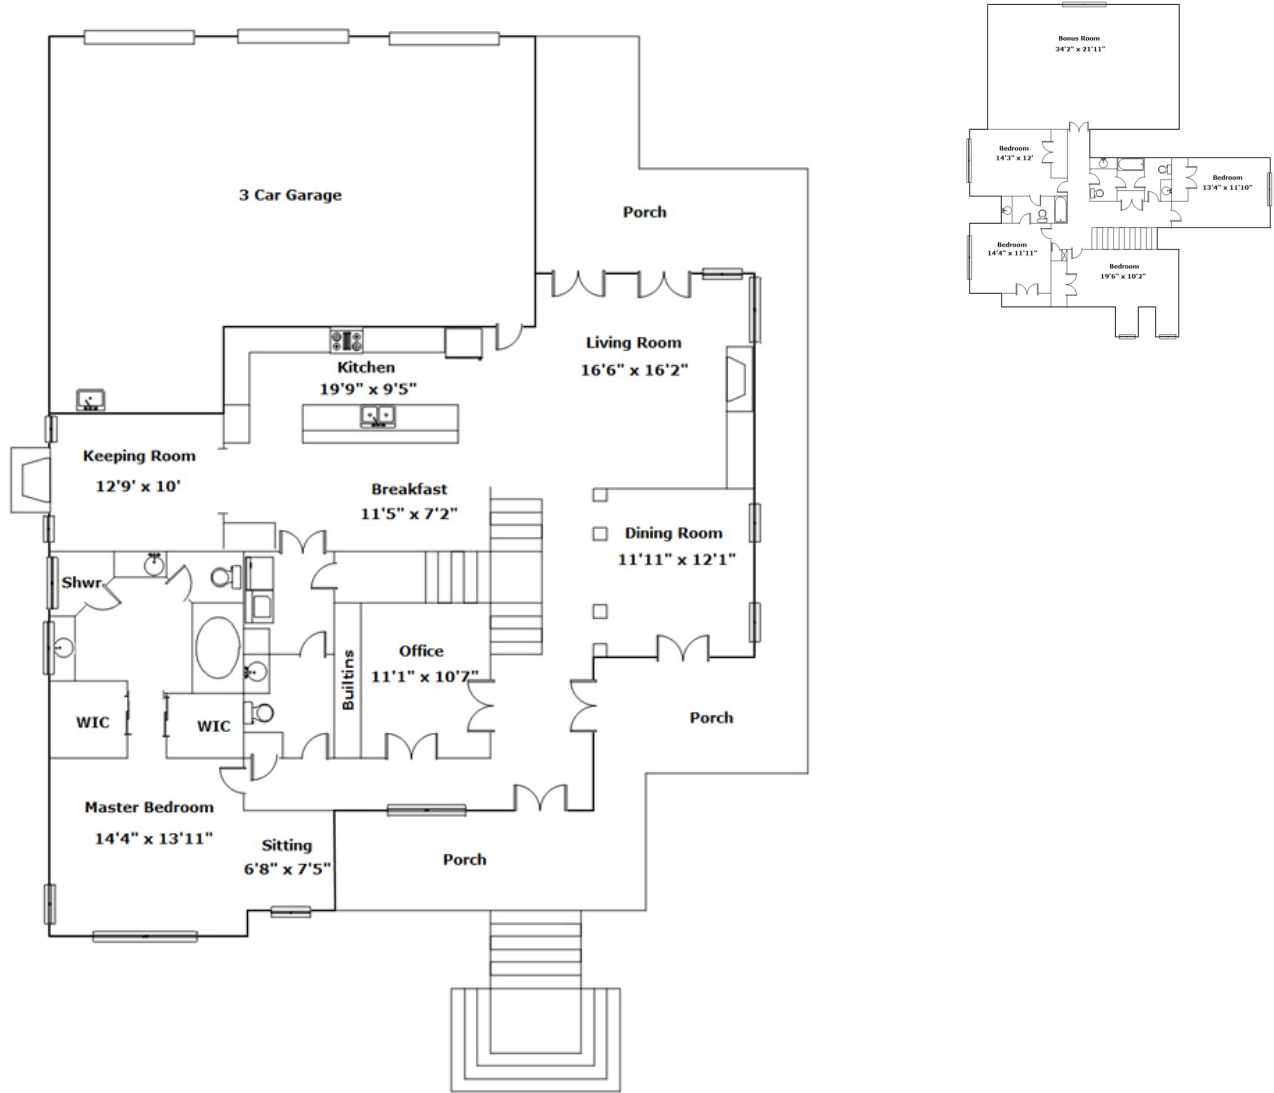 3 Car Garage
Porch
Living Room
16'6" x 16'2"
Kitchen
19'9" x 9'5"
Keeping Room
12'9' x 10'
Breakfast
11'5" x 7'2"
Dining Room
11'11" x 12'1"
Shwr.
Office
11'1" x 10'7"
Builtins
WIC
WIC
Porch
Master Bedroom
14'4" x 13'11"
Sitting
6'8" x 7'5"
Porch
Bonus Room
34'2" x 21'11"
Bedroom
14'3" x 12'
Bedroom
13'4" x 11'10"
Bedroom
14'4" x 11'11"
Bedroom
19'6" x 10'2"